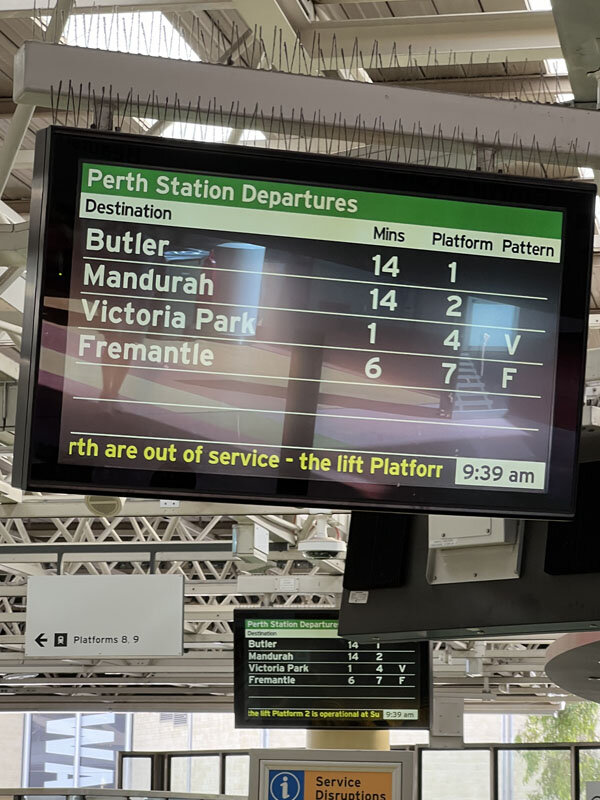 Perth Station Departures
Destination Mins Platform Pattern
Butler 14 1
Mandurah 14 2
Victoria Park 1 4 V
Fremantle 6 7 F
rth are out of service - the lift Platforr 9:39 am
← Platforms 8, 9
Perth Station Departures
Destination
Butler 14 1
Mandurah 14 2
Victoria Park 1 4 V
Fremantle 6 7 F
the lift Platform 2 is operational at Su 9:39 am
WA
i Service
Disruptions